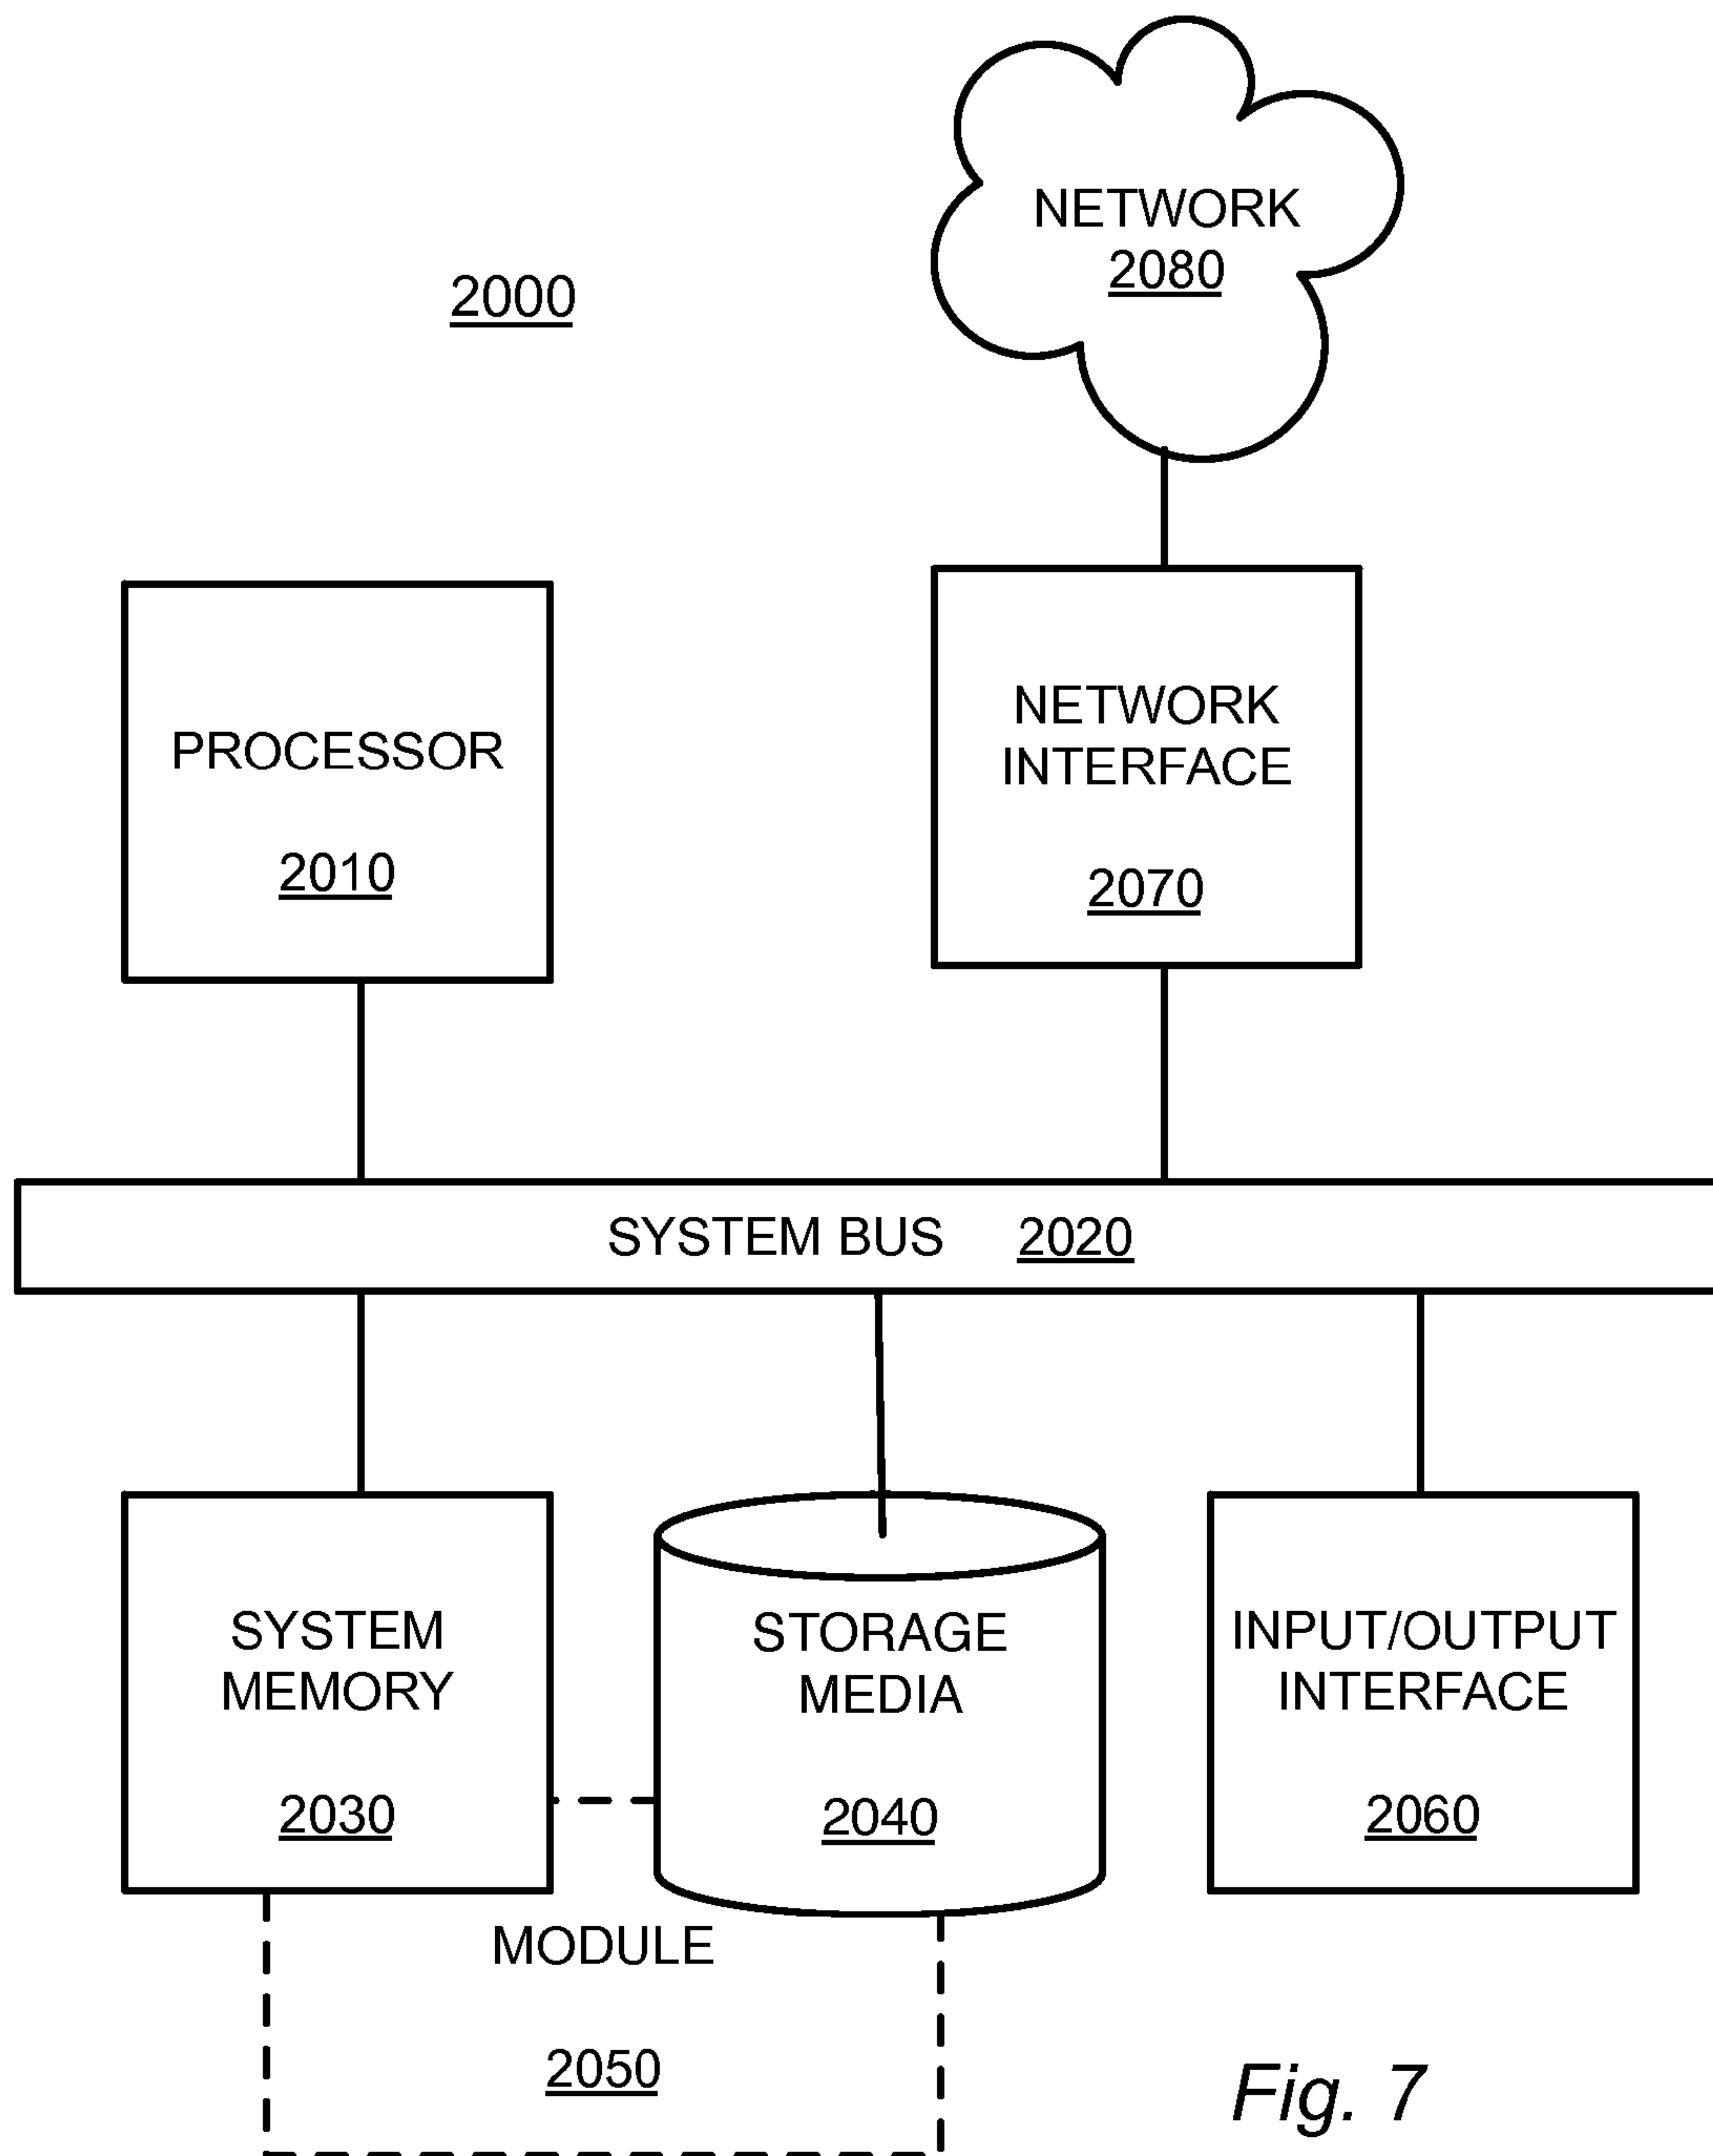 NETWORK
2080
2000
PROCESSOR
2010
NETWORK
INTERFACE
2070
SYSTEM BUS 2020
SYSTEM
MEMORY
2030
STORAGE
MEDIA
2040
INPUT/OUTPUT
INTERFACE
2060
MODULE
2050
Fig. 7